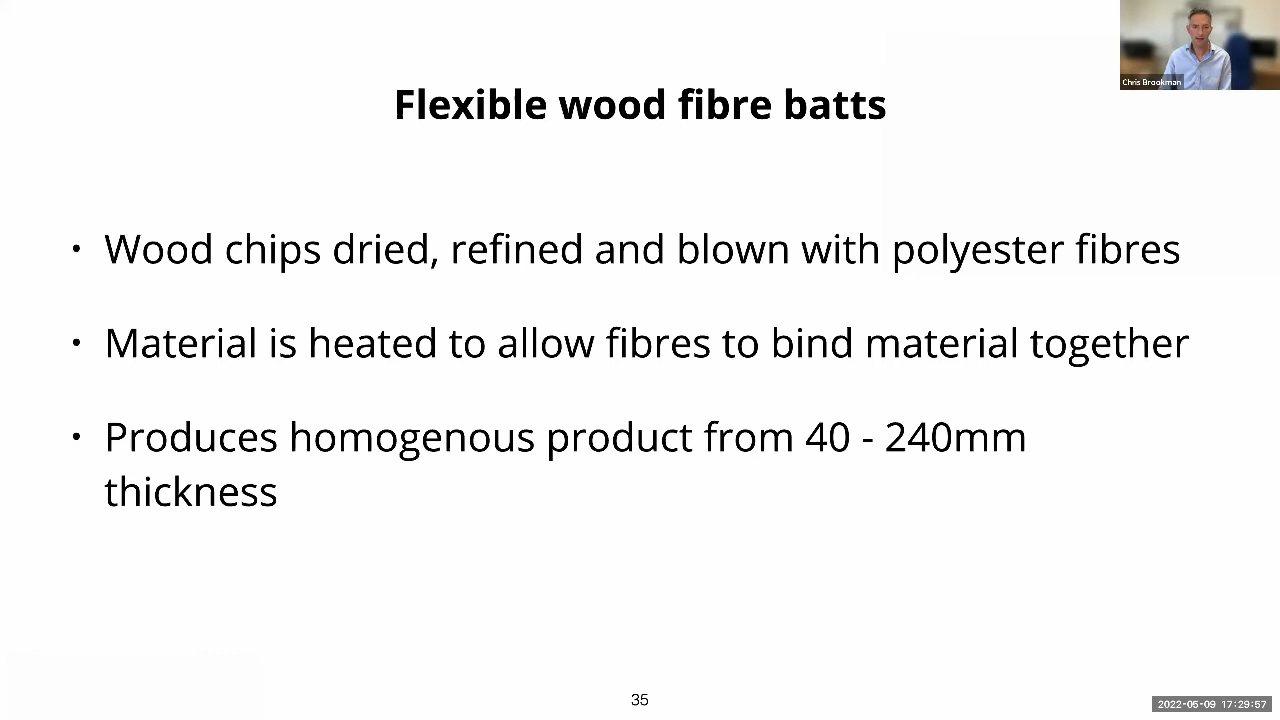 Chris Brookman
Flexible wood fibre batts
• Wood chips dried, refined and blown with polyester fibres
• Material is heated to allow fibres to bind material together
• Produces homogenous product from 40 - 240mm
thickness
35
2022-05-09 17:29:57